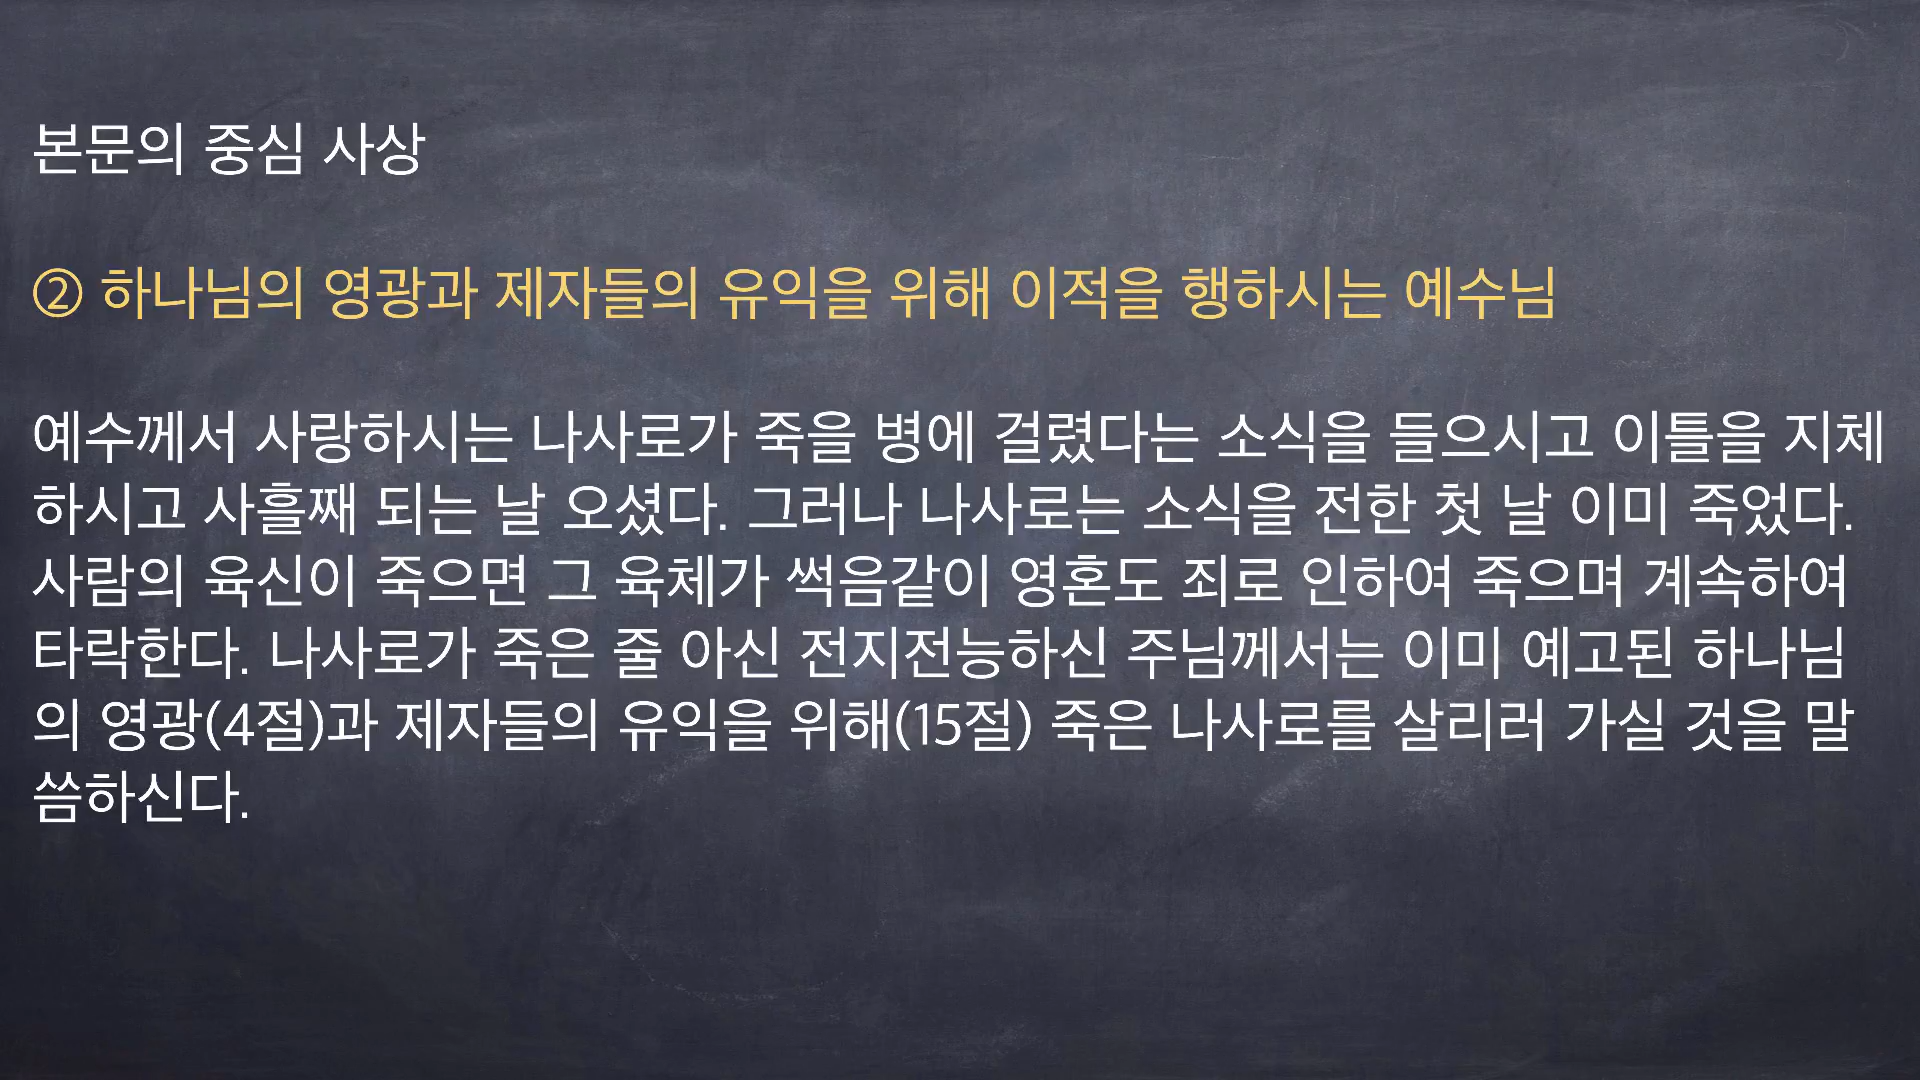 본문의 중심 사상
② 하나님의 영광과 제자들의 유익을 위해 이적을 행하시는 예수님
예수께서 사랑하시는 나사로가 죽을 병에 걸렸다는 소식을 들으시고 이틀을 지체
하시고 사흘째 되는 날 오셨다. 그러나 나사로는 소식을 전한 첫 날 이미 죽었다.
사람의 육신이 죽으면 그 육체가 썩음같이 영혼도 죄로 인하여 죽으며 계속하여
타락한다. 나사로가 죽은 줄 아신 전지전능하신 주님께서는 이미 예고된 하나님
의 영광(4절)과 제자들의 유익을 위해(15절) 죽은 나사로를 살리러 가실 것을 말
씀하신다.